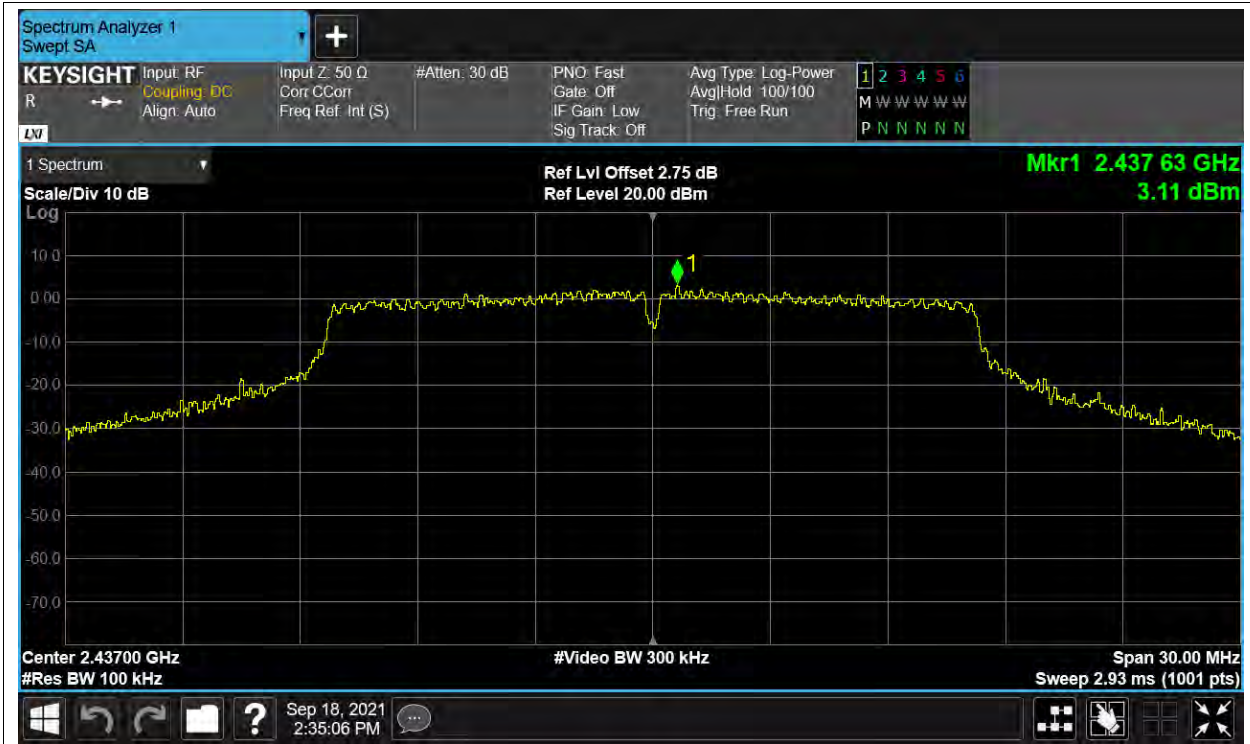 Spectrum Analyzer 1
Swept SA
KEYSIGHT Input: RF Input Z: 50 Ω #Atten: 30 dB PNO: Fast Avg Type: Log-Power 1 2 3 4 5 6
R Coupling: DC Corr CCorr Gate: Off Avg|Hold: 100/100 M W W W W W
Align: Auto Freq Ref: Int (S) IF Gain: Low Trig: Free Run
LXI Sig Track: Off P N N N N N
1 Spectrum Ref Lvl Offset 2.75 dB Mkr1 2.437 63 GHz
Scale/Div 10 dB Ref Level 20.00 dBm 3.11 dBm
Log
10.0
1
0.00
-10.0
-20.0
-30.0
-40.0
-50.0
-60.0
-70.0
Center 2.43700 GHz #Video BW 300 kHz Span 30.00 MHz
#Res BW 100 kHz Sweep 2.93 ms (1001 pts)
? Sep 18, 2021
2:35:06 PM